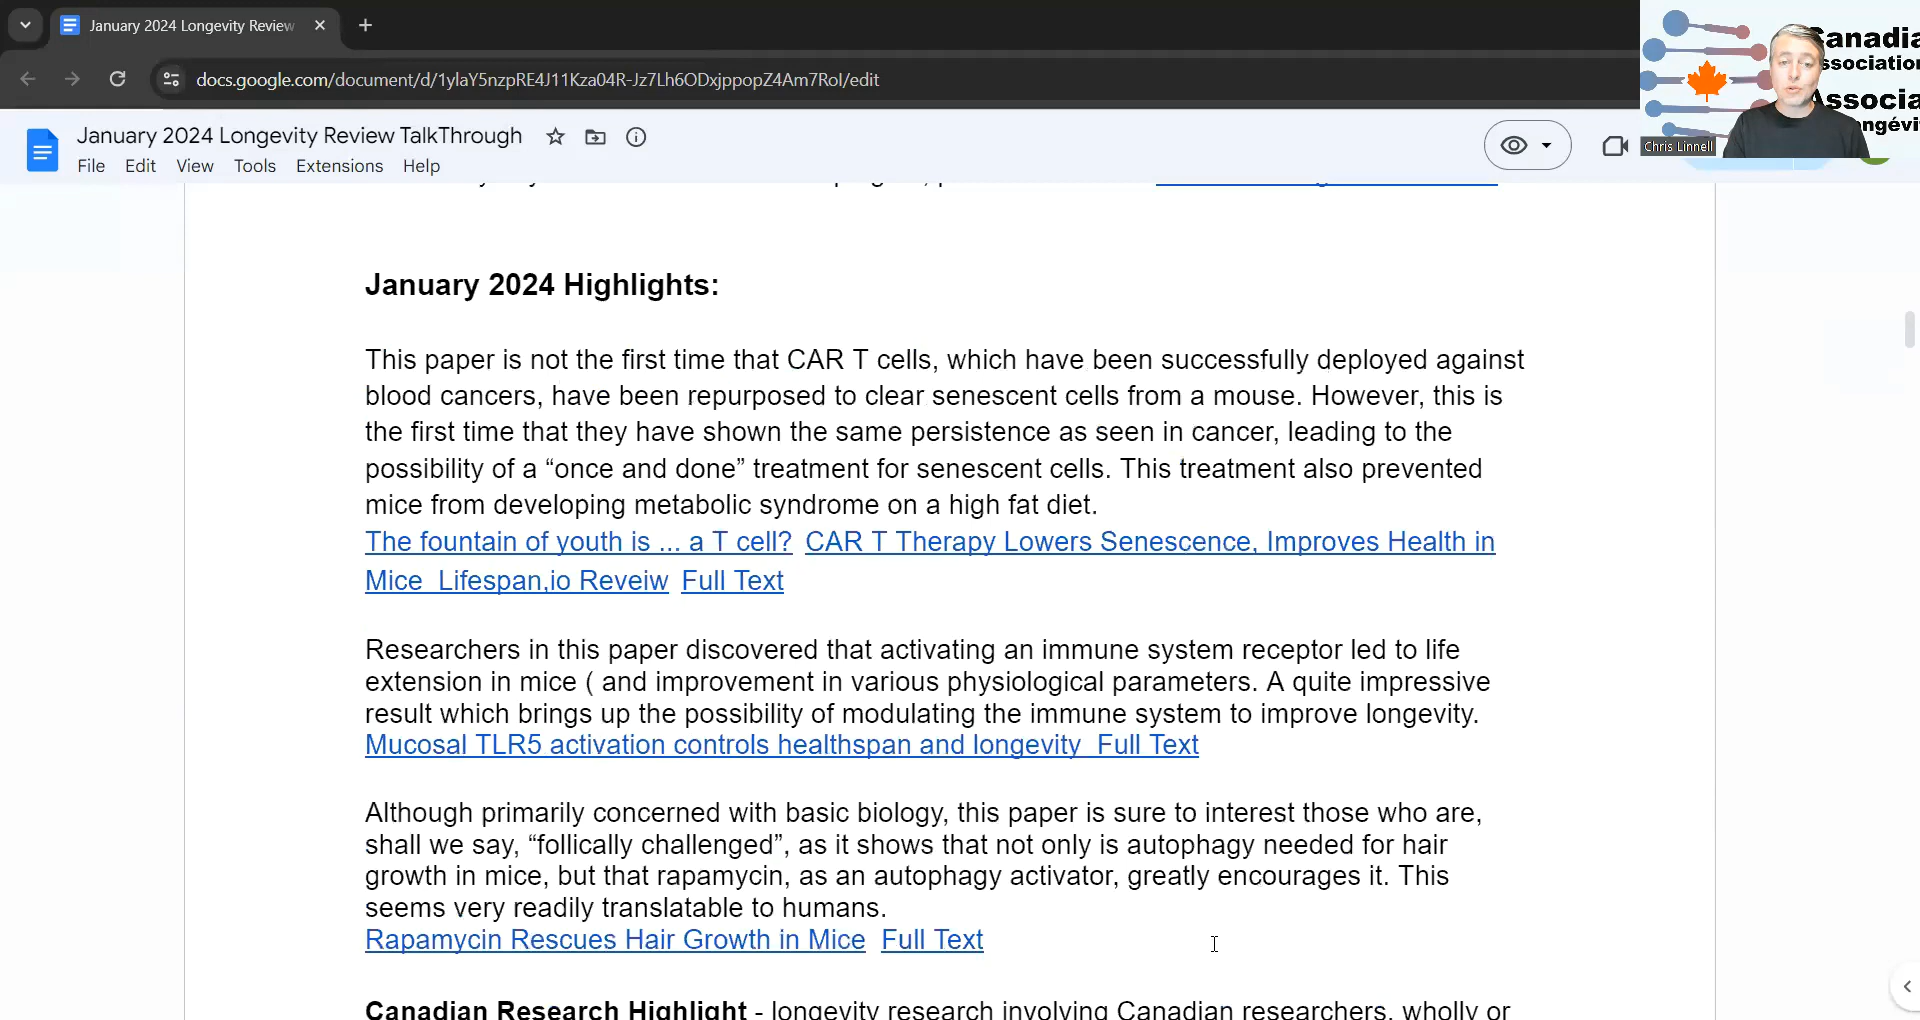 January 2024 Longevity Review
docs.google.com/document/d/1ylaY5nzpRE4J11Kza04R-Jz7Lh6ODxjppopZ4Am7RoI/edit
Canadia
ssociation
Associa
ongévi
Chris Linnell
January 2024 Longevity Review TalkThrough
File Edit View Tools Extensions Help
January 2024 Highlights:
This paper is not the first time that CAR T cells, which have been successfully deployed against
blood cancers, have been repurposed to clear senescent cells from a mouse. However, this is
the first time that they have shown the same persistence as seen in cancer, leading to the
possibility of a “once and done” treatment for senescent cells. This treatment also prevented
mice from developing metabolic syndrome on a high fat diet.
The fountain of youth is ... a T cell? CAR T Therapy Lowers Senescence, Improves Health in
Mice Lifespan,io Reveiw Full Text
Researchers in this paper discovered that activating an immune system receptor led to life
extension in mice ( and improvement in various physiological parameters. A quite impressive
result which brings up the possibility of modulating the immune system to improve longevity.
Mucosal TLR5 activation controls healthspan and longevity Full Text
Although primarily concerned with basic biology, this paper is sure to interest those who are,
shall we say, “follically challenged”, as it shows that not only is autophagy needed for hair
growth in mice, but that rapamycin, as an autophagy activator, greatly encourages it. This
seems very readily translatable to humans.
Rapamycin Rescues Hair Growth in Mice Full Text
Canadian Research Highlight - longevity research involving Canadian researchers, wholly or